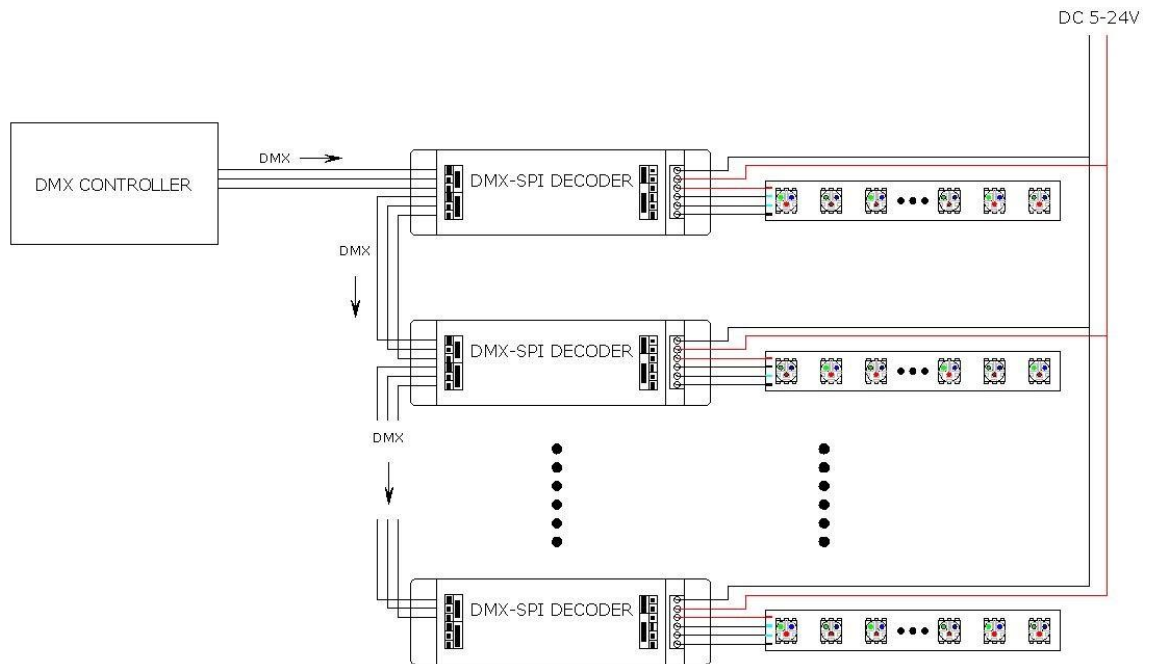 DC 5-24V
DMX
DMX CONTROLLER
DMX-SPI DECODER
DMX
DMX-SPI DECODER
DMX
DMX-SPI DECODER